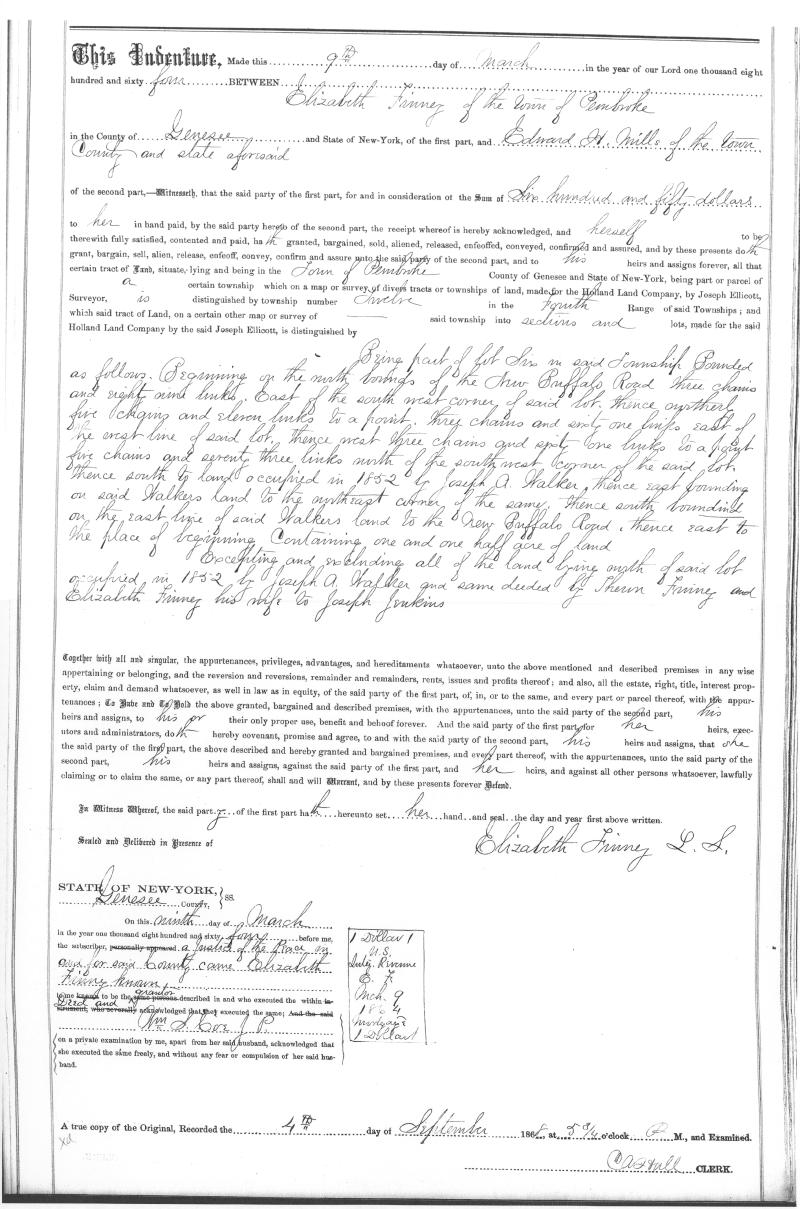 This Indenture, Made this 9th day of March in the year of our Lord one thousand eight
hundred and sixty four BETWEEN
Elizabeth Finney of the town of Pembroke
in the County of Genesee and State of New-York, of the first part, and Edward H. Mills of the town
County and state aforesaid
of the second part,—Witnesseth, that the said party of the first part, for and in consideration ot the Sum of Six hundred and fifty dollars
to her in hand paid, by the said party hereto of the second part, the receipt whereof is hereby acknowledged, and herself to be
therewith fully satisfied, contented and paid, hath granted, bargained, sold, aliened, released, enfeoffed, conveyed, confirmed and assured, and by these presents doth
grant, bargain, sell, alien, release, enfeoff, convey, confirm and assure unto the said party of the second part, and to his heirs and assigns forever, all that
certain tract of Land, situate, lying and being in the Town of Pembroke County of Genesee and State of New-York, being part or parcel of
a certain township which on a map or survey of divers tracts or townships of land, made for the Holland Land Company, by Joseph Ellicott,
Surveyor, is distinguished by township number Twelve in the Fourth Range of said Townships; and
which said tract of Land, on a certain other map or survey of said township into sections and lots, made for the said
Holland Land Company by the said Joseph Ellicott, is distinguished by
Being part of Lot Six in said Township Bounded
as follows. Beginning on the north bounds of the New Buffalo Road three chains
and eighty nine links East of the south west corner of said lot, thence northerly
five chains and eleven links to a point three chains and sixty one links east of
the west line of said lot, thence west three chains and sixty one links to a point
five chains and seventy three links north of the southwest corner of the said lot.
thence south to land occupied in 1852 by Joseph A. Walker, thence east bounding
on said Walkers land to the northeast corner of the same, thence south bounding
on the east line of said Walkers land to the New Buffalo Road, thence east to
the place of beginning Containing one and one half acre of land
Excepting and excluding all of the land lying north of said lot
occupied in 1852 by Joseph A. Walker and same deeded by Theron Finney and
Elizabeth Finney his wife to Joseph Jenkins
Together with all and singular, the appurtenances, privileges, advantages, and hereditaments whatsoever, unto the above mentioned and described premises in any wise
appertaining or belonging, and the reversion and reversions, remainder and remainders, rents, issues and profits thereof; and also, all the estate, right, title, interest prop-
erty, claim and demand whatsoever, as well in law as in equity, of the said party of the first part, of, in, or to the same, and every part or parcel thereof, with the appur-
tenances; To Have and To Hold the above granted, bargained and described premises, with the appurtenances, unto the said party of the second part, his
heirs and assigns, to his or their only proper use, benefit and behoof forever. And the said party of the first part, for her heirs, exec-
utors and administrators, doth hereby covenant, promise and agree, to and with the said party of the second part, his heirs and assigns, that she
the said party of the first part, the above described and hereby granted and bargained premises, and every part thereof, with the appurtenances, unto the said party of the
second part, his heirs and assigns, against the said party of the first part, and her heirs, and against all other persons whatsoever, lawfully
claiming or to claim the same, or any part thereof, shall and will Warrant, and by these presents forever Defend.
In Witness Whereof, the said party of the first part hath hereunto set her hand and seal the day and year first above written.
Sealed and Delivered in Presence of
Elizabeth Finney L. S.
STATE OF NEW-YORK,
Genesee County, } SS.
On this ninth day of March
in the year one thousand eight hundred and sixty four before me,
the subscriber, personally appeared a Justice of the Peace in
and for said County came Elizabeth
Finney known
to me known to be the same persons grantor described in and who executed the within in-
Deed and
strument, who severally acknowledged that they executed the same; And the said
Wm S. Coe J. P.
on a private examination by me, apart from her said husband, acknowledged that
she executed the same freely, and without any fear or compulsion of her said hus-
band.
1 Dollar 1
U.S.
Inter. Revenue
E. F.
Mch. 9
1864
mortgage
1 Dollar
A true copy of the Original, Recorded the 4th day of September 1868, at 5 3/4 o'clock P M., and Examined.
CLERK.